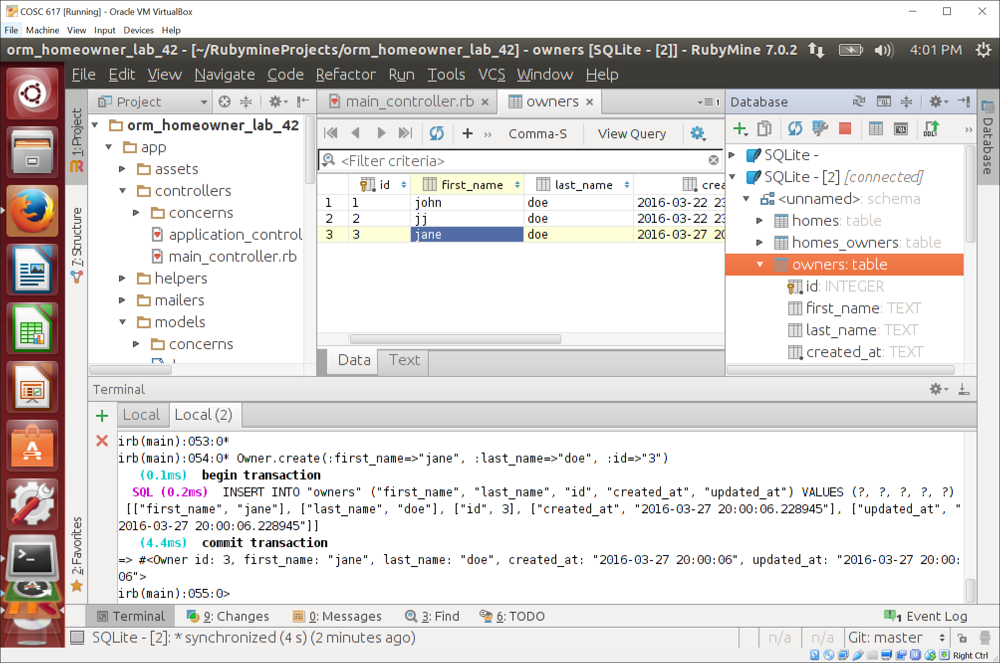 COSC 617 [Running] - Oracle VM VirtualBox
File Machine View Input Devices Help
orm_homeowner_lab_42 - [~/RubymineProjects/orm_homeowner_lab_42] - owners [SQLite - [2]] - RubyMine 7.0.2 4:01 PM
File Edit View Navigate Code Refactor Run Tools VCS Window Help
1: Project
7: Structure
2: Favorites
Project
orm_homeowner_lab_42
app
assets
controllers
concerns
application_control
main_controller.rb
helpers
mailers
models
concerns
main_controller.rb owners 1
+ » Comma-S View Query
<Filter criteria>
id first_name last_name crea
1 1 john doe 2016-03-22 23
2 2 jj doe 2016-03-22 23
3 3 jane doe 2016-03-27 20
Data Text
Database
SQLite -
SQLite - [2] [connected]
<unnamed>: schema
homes: table
homes_owners: table
owners: table
id: INTEGER
first_name: TEXT
last_name: TEXT
created_at: TEXT
Database
Terminal
Local Local (2)
irb(main):053:0*
irb(main):054:0* Owner.create(:first_name=>"jane", :last_name=>"doe", :id=>"3")
(0.1ms) begin transaction
SQL (0.2ms) INSERT INTO "owners" ("first_name", "last_name", "id", "created_at", "updated_at") VALUES (?, ?, ?, ?, ?)
[["first_name", "jane"], ["last_name", "doe"], ["id", 3], ["created_at", "2016-03-27 20:00:06.228945"], ["updated_at", "
2016-03-27 20:00:06.228945"]]
(4.4ms) commit transaction
=> #<Owner id: 3, first_name: "jane", last_name: "doe", created_at: "2016-03-27 20:00:06", updated_at: "2016-03-27 20:00:
06">
irb(main):055:0>
Terminal 9: Changes 0: Messages 3: Find 6: TODO 1 Event Log
SQLite - [2]: * synchronized (4 s) (2 minutes ago) n/a n/a Git: master
Right Ctrl